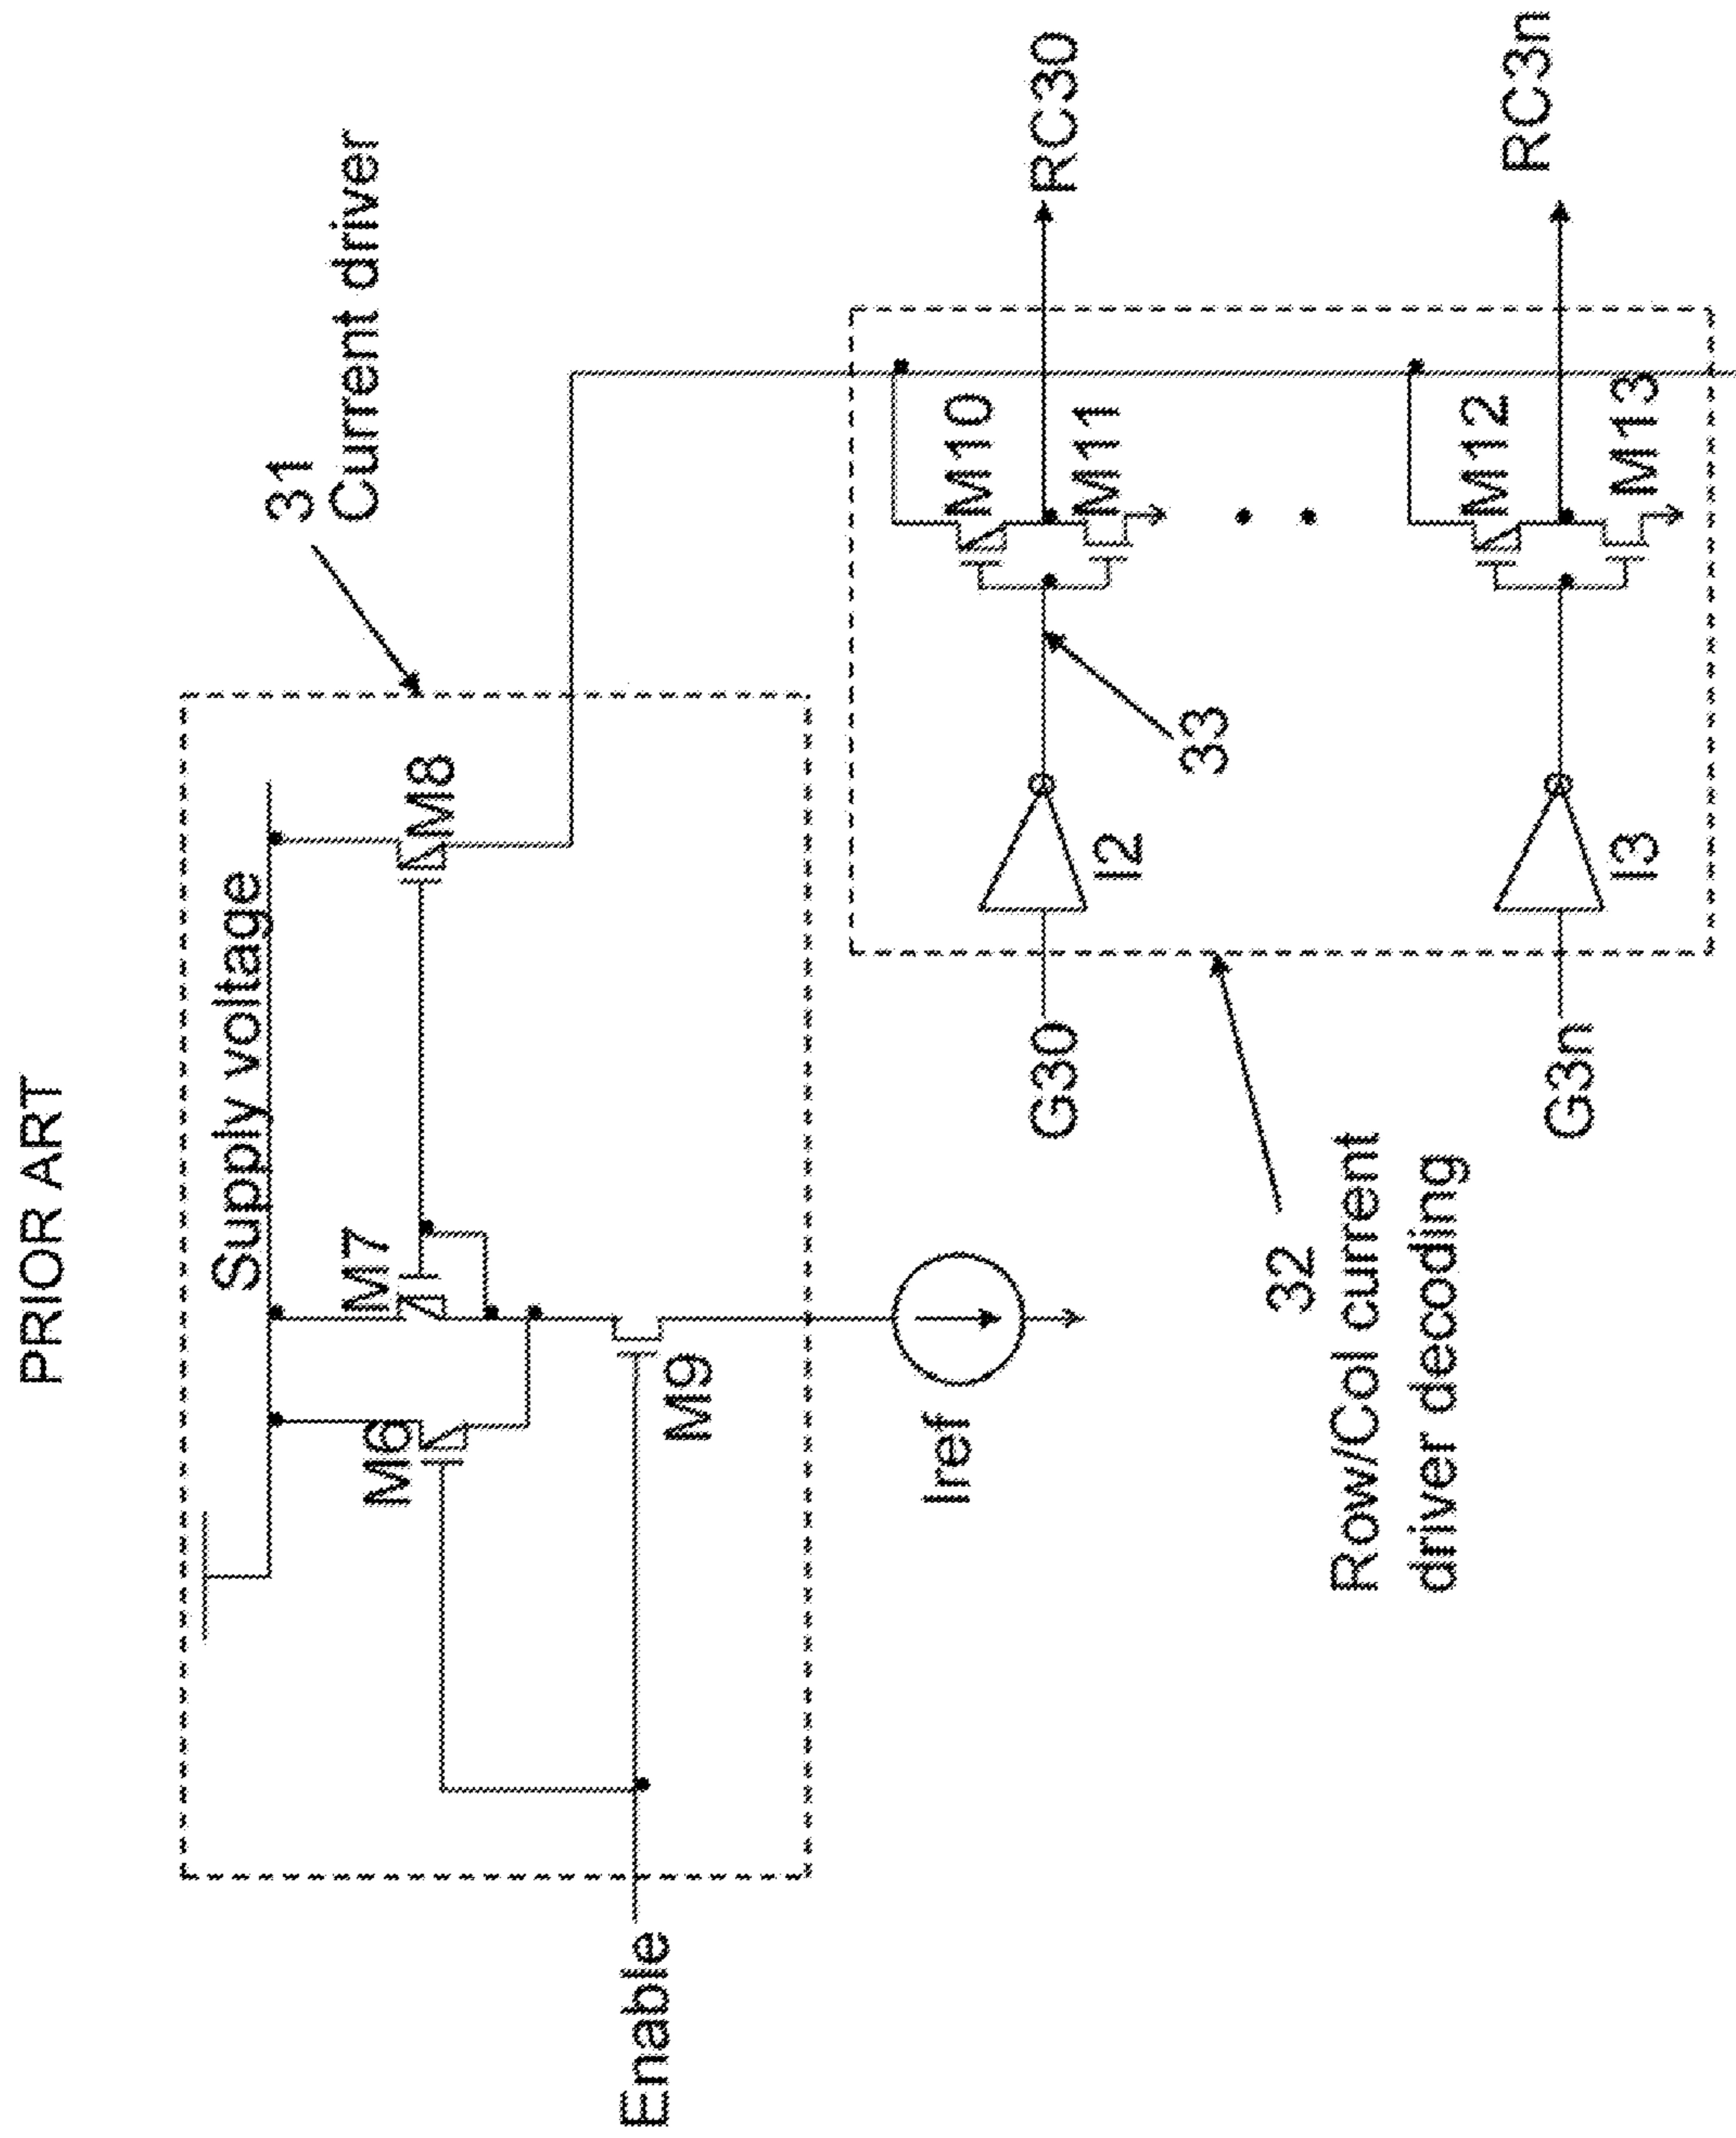 PRIOR ART
Supply voltage
31
Current driver
M6
M7
M8
M9
Enable
Iref
32
Row/Col current
driver decoding
G30
I2
33
M10
M11
RC30
G3n
I3
M12
M13
RC3n